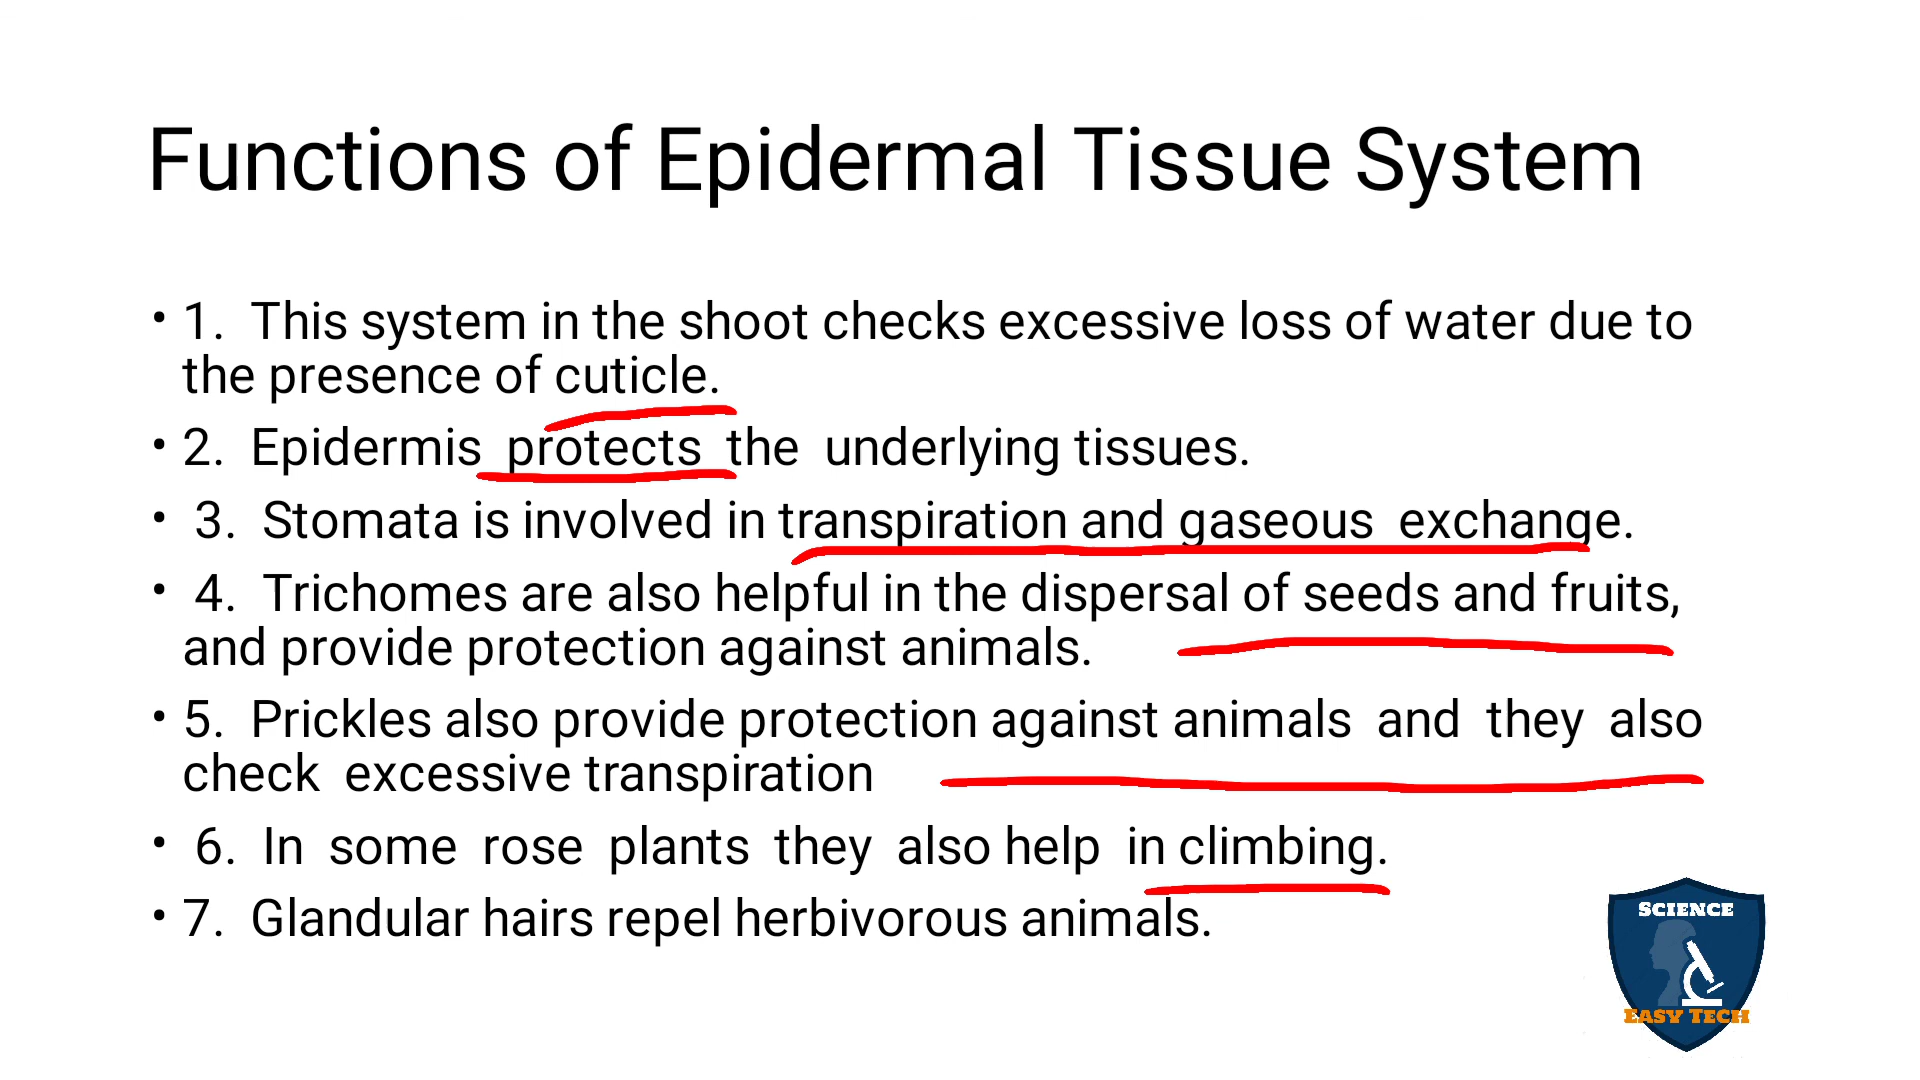 Functions of Epidermal Tissue System
• 1. This system in the shoot checks excessive loss of water due to
the presence of cuticle.
• 2. Epidermis protects the underlying tissues.
• 3. Stomata is involved in transpiration and gaseous exchange.
• 4. Trichomes are also helpful in the dispersal of seeds and fruits,
and provide protection against animals.
• 5. Prickles also provide protection against animals and they also
check excessive transpiration
• 6. In some rose plants they also help in climbing.
• 7. Glandular hairs repel herbivorous animals.
SCIENCE
EASY TECH